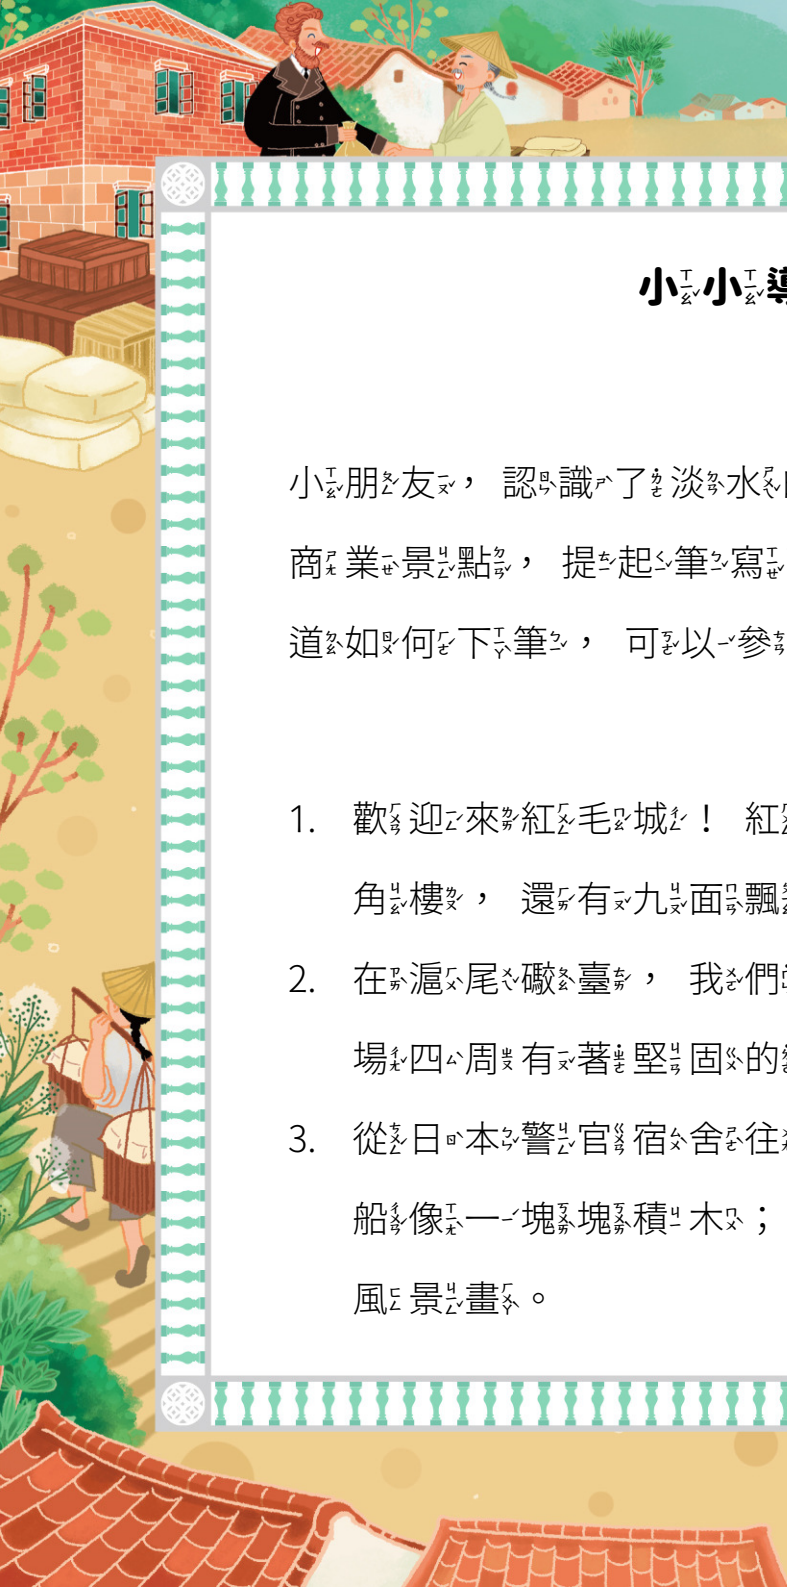 小小導
小朋友， 認識了淡水
商業景點， 提起筆寫
道如何下筆， 可以參
1. 歡迎來紅毛城！ 紅
角樓， 還有九面飄
2. 在滬尾礮臺， 我們
場四周有著堅固的
3. 從日本警官宿舍往
船像一塊塊積木；
風景畫。